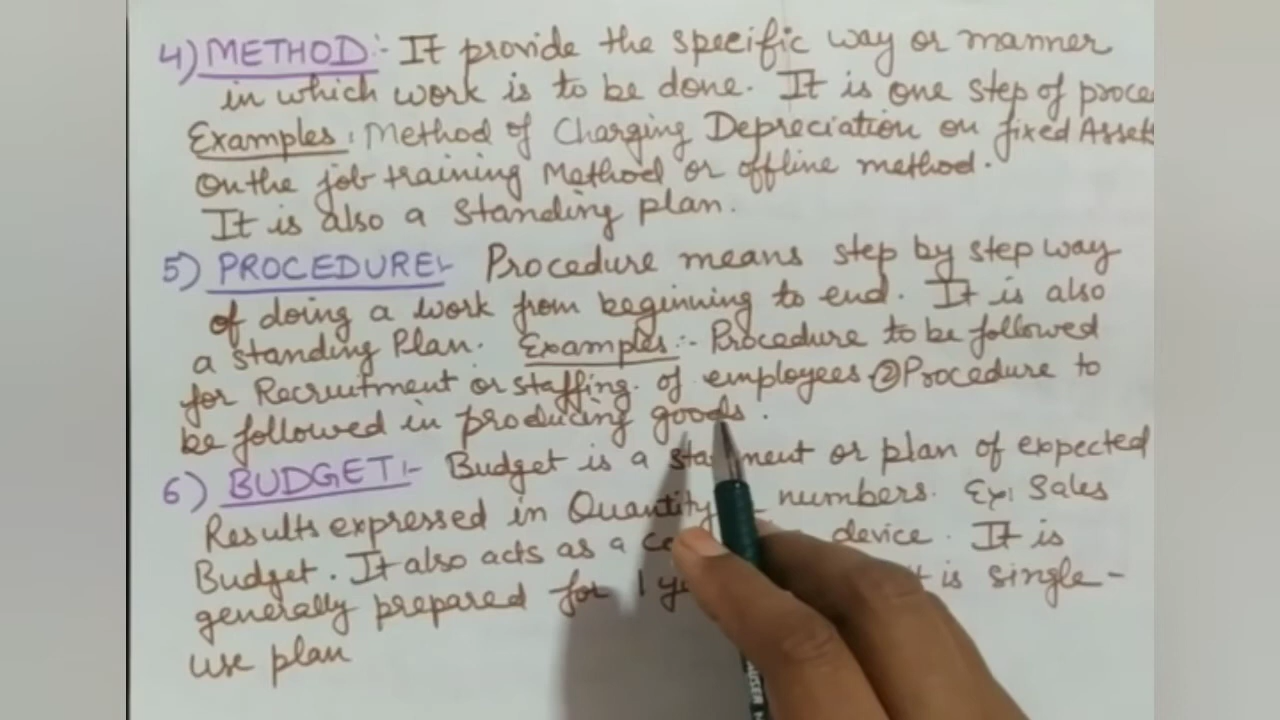 4) METHOD:- It provide the specific way or manner
in which work is to be done. It is one step of proce
Examples: Method of Charging Depreciation on fixed Assets
On the job training Method or offline method.
It is also a Standing plan.
5) PROCEDURE:- Procedure means step by step way
of doing a work from beginning to end. It is also
a standing Plan. Examples:- Procedure to be followed
for Recruitment or staffing of employees ② Procedure to
be followed in producing goods.
6) BUDGET:- Budget is a statement or plan of expected
Results expressed in Quantity numbers. Ex: Sales
Budget. It also acts as a device. It is
generally prepared for 1 is single-
use plan